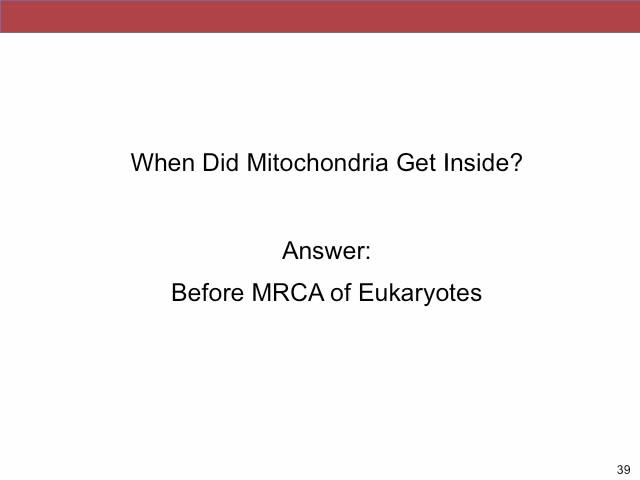 When Did Mitochondria Get Inside?
Answer:
Before MRCA of Eukaryotes
39